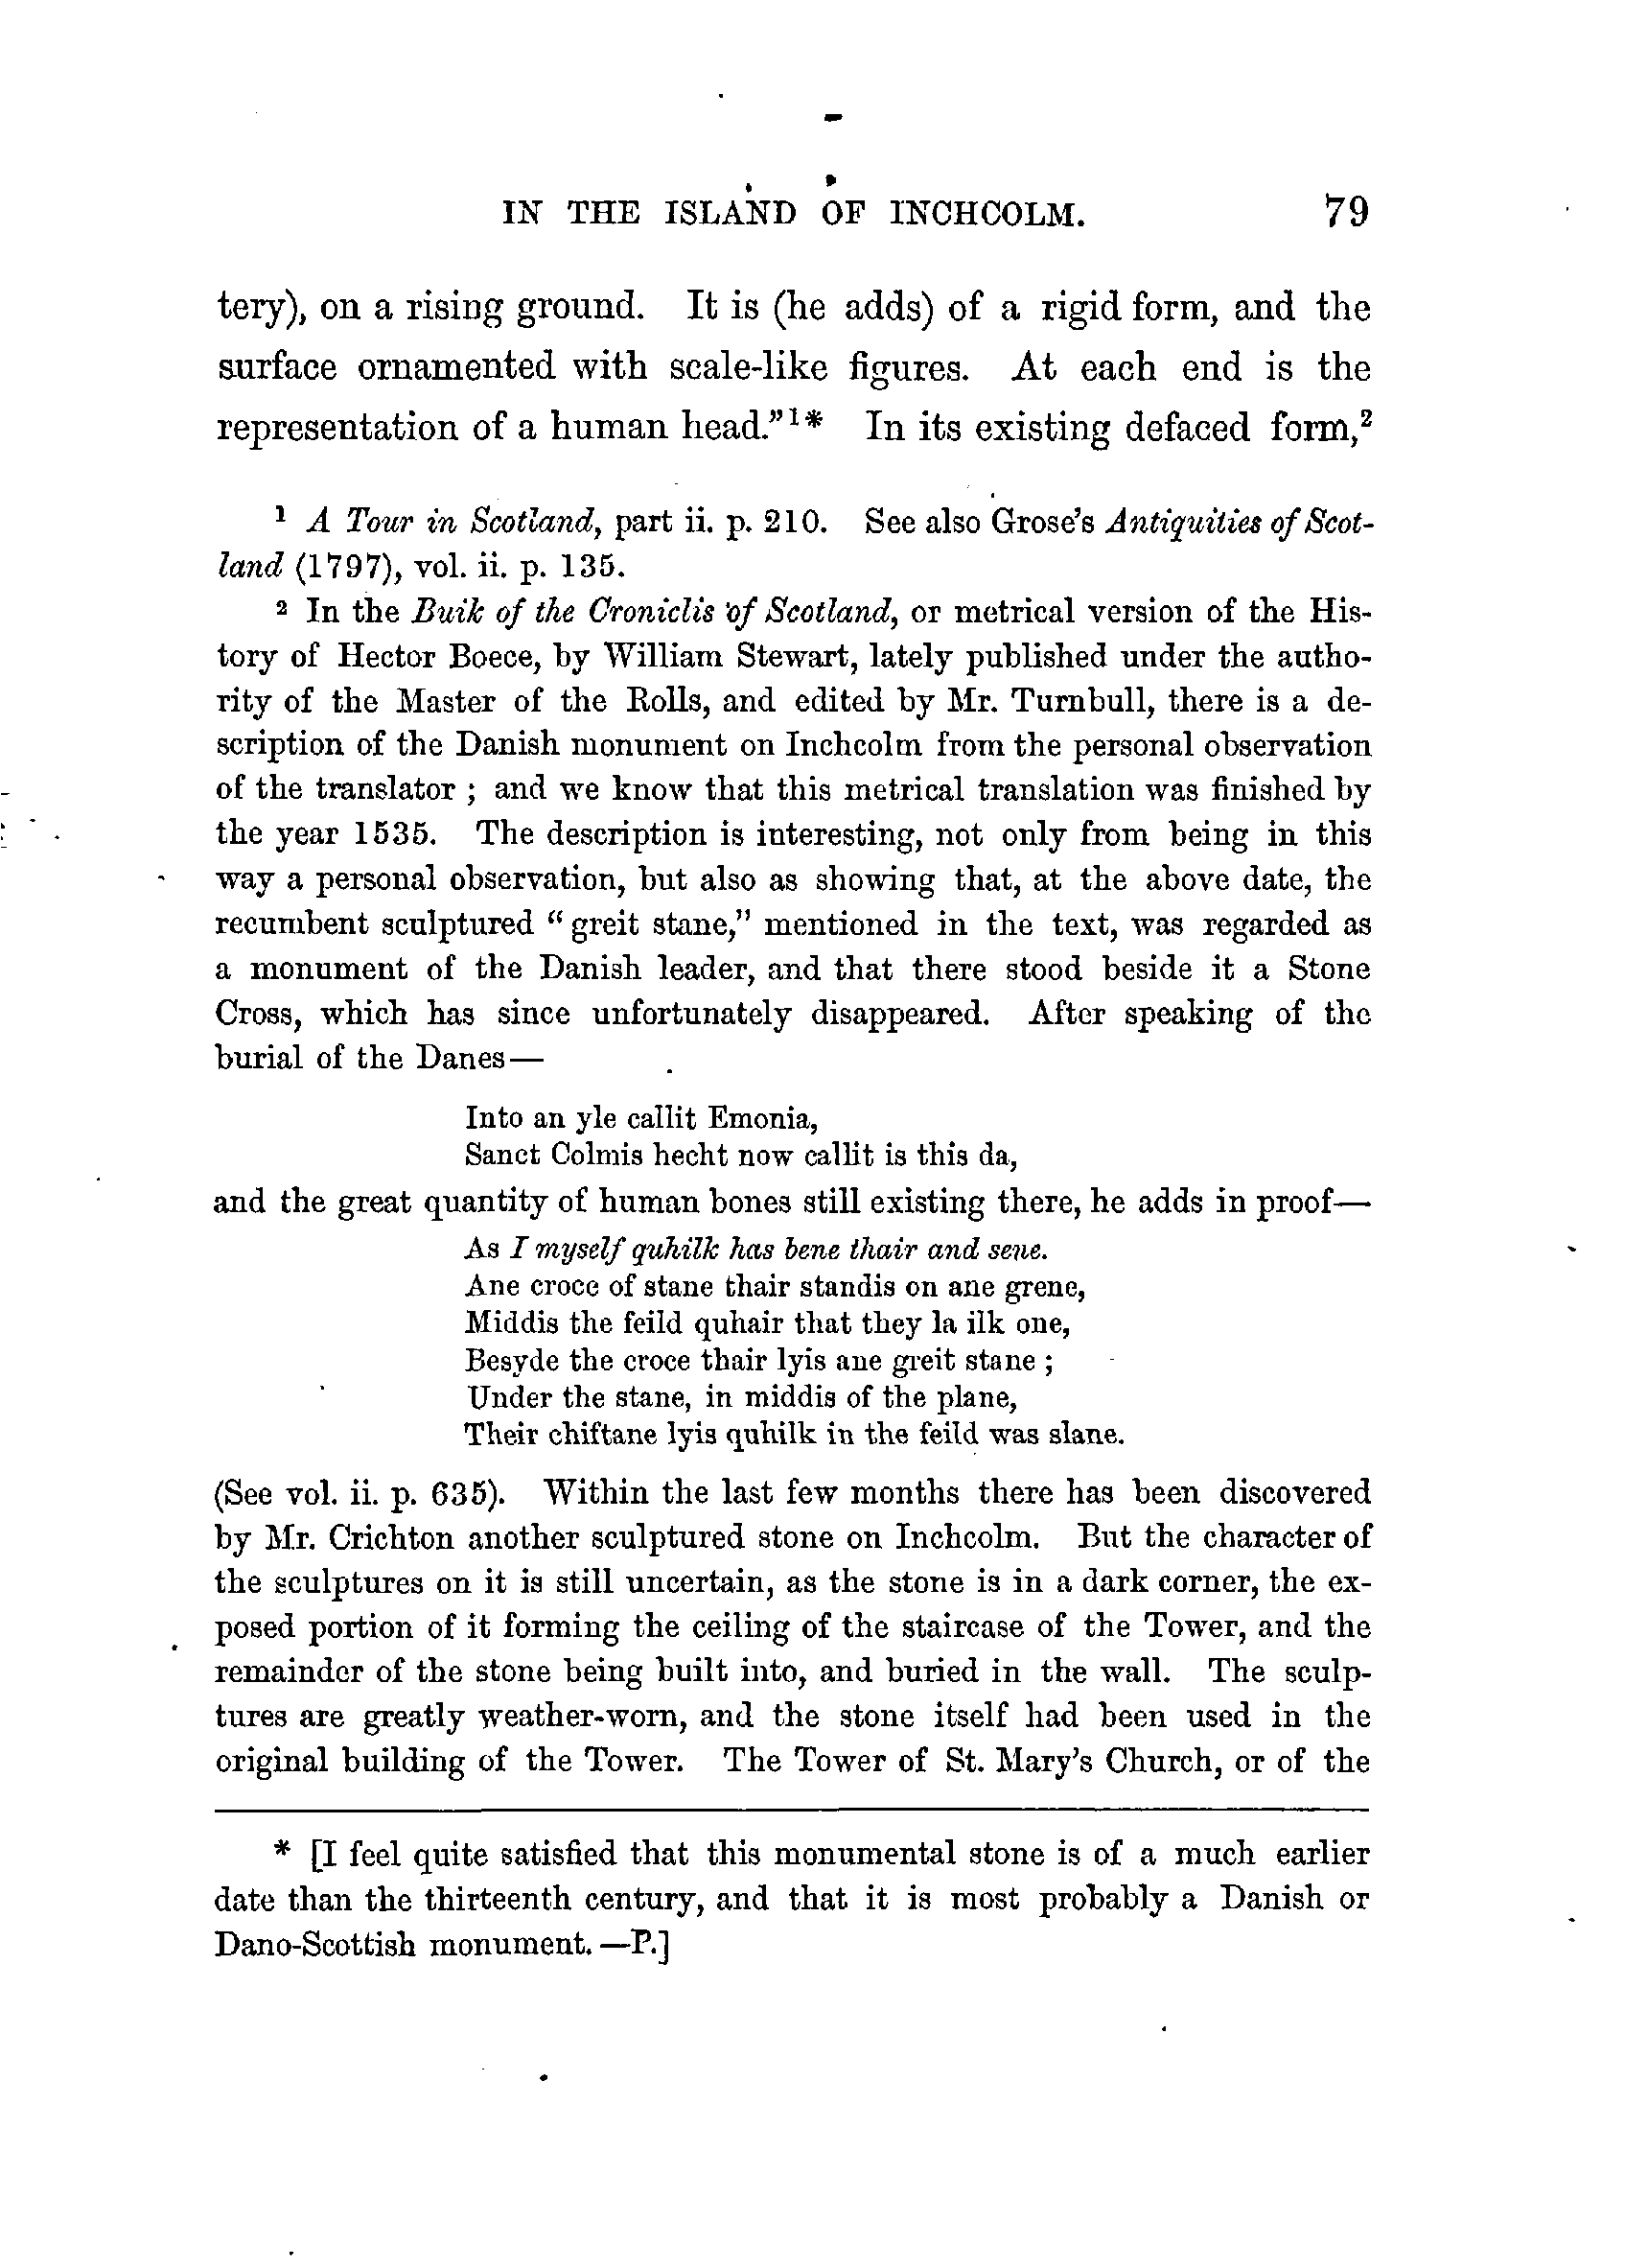 IN THE ISLAND OF INCHCOLM. 79
tery), on a rising ground. It is (he adds) of a rigid form, and the
surface ornamented with scale-like figures. At each end is the
representation of a human head.”¹* In its existing defaced form,²
¹ A Tour in Scotland, part ii. p. 210. See also Grose’s Antiquities of Scot-
land (1797), vol. ii. p. 135.
² In the Buik of the Croniclis of Scotland, or metrical version of the His-
tory of Hector Boece, by William Stewart, lately published under the autho-
rity of the Master of the Rolls, and edited by Mr. Turnbull, there is a de-
scription of the Danish monument on Inchcolm from the personal observation
of the translator ; and we know that this metrical translation was finished by
the year 1535. The description is interesting, not only from being in this
way a personal observation, but also as showing that, at the above date, the
recumbent sculptured “ greit stane,” mentioned in the text, was regarded as
a monument of the Danish leader, and that there stood beside it a Stone
Cross, which has since unfortunately disappeared. After speaking of the
burial of the Danes—
Into an yle callit Emonia,
Sanct Colmis hecht now callit is this da,
and the great quantity of human bones still existing there, he adds in proof—
As I myself quhilk has bene thair and sene.
Ane croce of stane thair standis on ane grene,
Middis the feild quhair that they la ilk one,
Besyde the croce thair lyis ane greit stane ;
Under the stane, in middis of the plane,
Their chiftane lyis quhilk in the feild was slane.
(See vol. ii. p. 635). Within the last few months there has been discovered
by Mr. Crichton another sculptured stone on Inchcolm. But the character of
the sculptures on it is still uncertain, as the stone is in a dark corner, the ex-
posed portion of it forming the ceiling of the staircase of the Tower, and the
remainder of the stone being built into, and buried in the wall. The sculp-
tures are greatly weather-worn, and the stone itself had been used in the
original building of the Tower. The Tower of St. Mary’s Church, or of the
* [I feel quite satisfied that this monumental stone is of a much earlier
date than the thirteenth century, and that it is most probably a Danish or
Dano-Scottish monument. —P.]